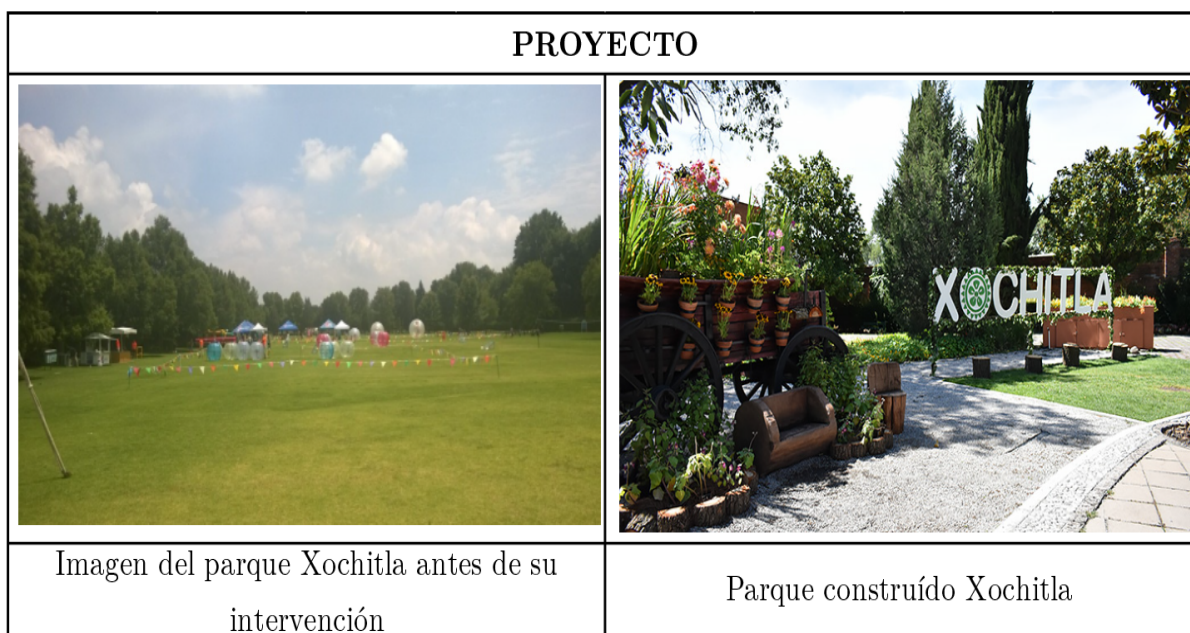 PROYECTO
XOCHITLA
Imagen del parque Xochitla antes de su
intervención
Parque construído Xochitla